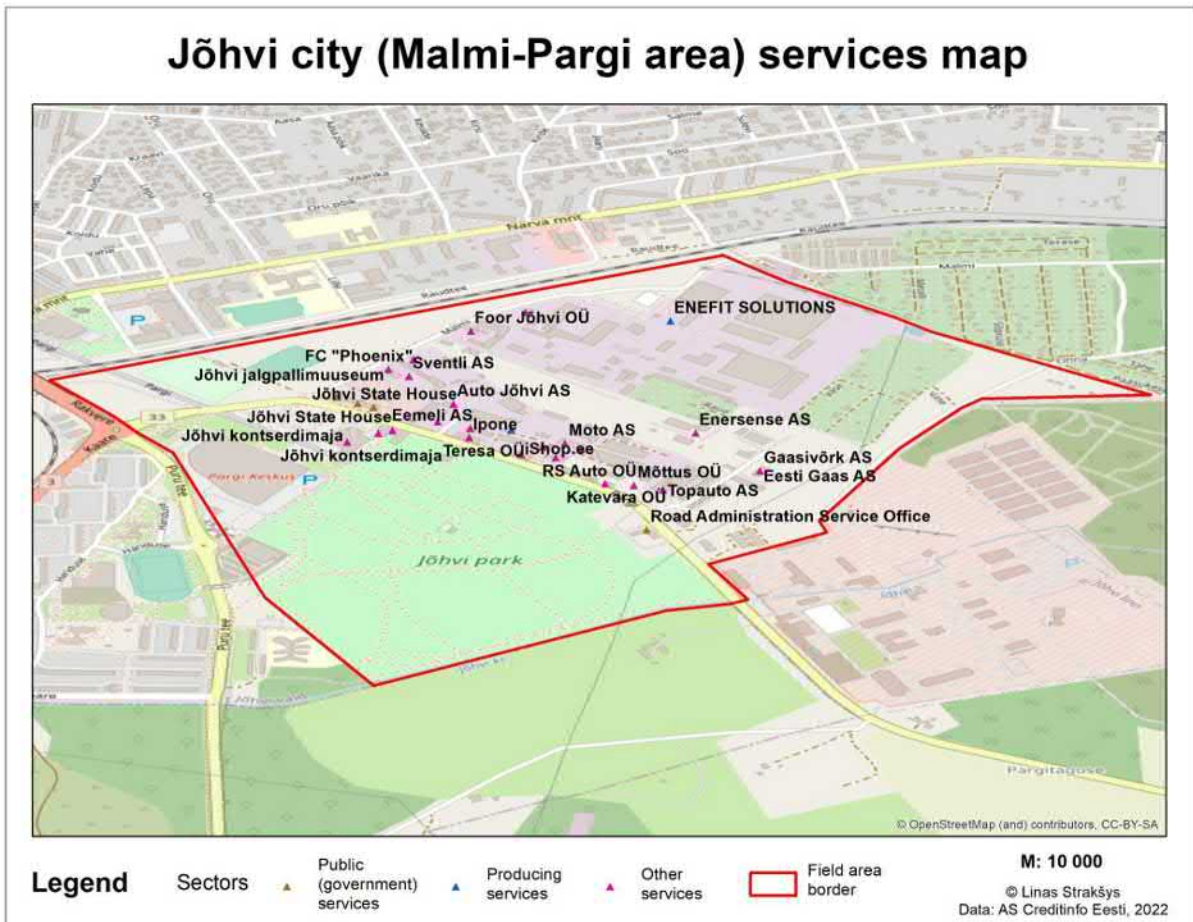 Jõhvi city (Malmi-Pargi area) services map
Narva mnt
Raudtee
Raudtee
Raudtee
Malmi
Foor Jõhvi OÜ
ENEFIT SOLUTIONS
FC "Phoenix"
Sventli AS
Jõhvi jalgpallimuuseum
Jõhvi State House
Auto Jõhvi AS
Jõhvi State House
Eemeli AS
Ipone
Enersense AS
Jõhvi kontserdimaja
Moto AS
Jõhvi kontserdimaja
Teresa OÜ
iShop.ee
Gaasivõrk AS
RS Auto OÜ
Mõttus OÜ
Eesti Gaas AS
Katevara OÜ
Topauto AS
Road Administration Service Office
33
Rakvere
Kaare
Puru tee
Pargi Keskus
P
P
Jõhvi park
Puru tee
Pargitaguse
© OpenStreetMap (and) contributors, CC-BY-SA
Legend
Sectors
Public
(government)
services
Producing
services
Other
services
Field area
border
M: 10 000
© Linas Strakšys
Data: AS Creditinfo Eesti, 2022